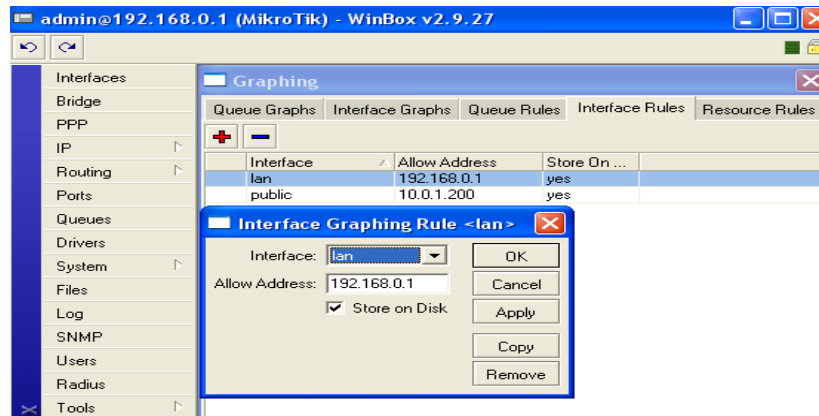 admin@192.168.0.1 (MikroTik) - WinBox v2.9.27
Interfaces
Bridge
PPP
IP
Routing
Ports
Queues
Drivers
System
Files
Log
SNMP
Users
Radius
Tools
Graphing
Queue Graphs Interface Graphs Queue Rules Interface Rules Resource Rules
Interface Allow Address Store On ...
lan 192.168.0.1 yes
public 10.0.1.200 yes
Interface Graphing Rule <lan>
Interface: lan OK
Allow Address: 192.168.0.1 Cancel
Store on Disk Apply
Copy
Remove